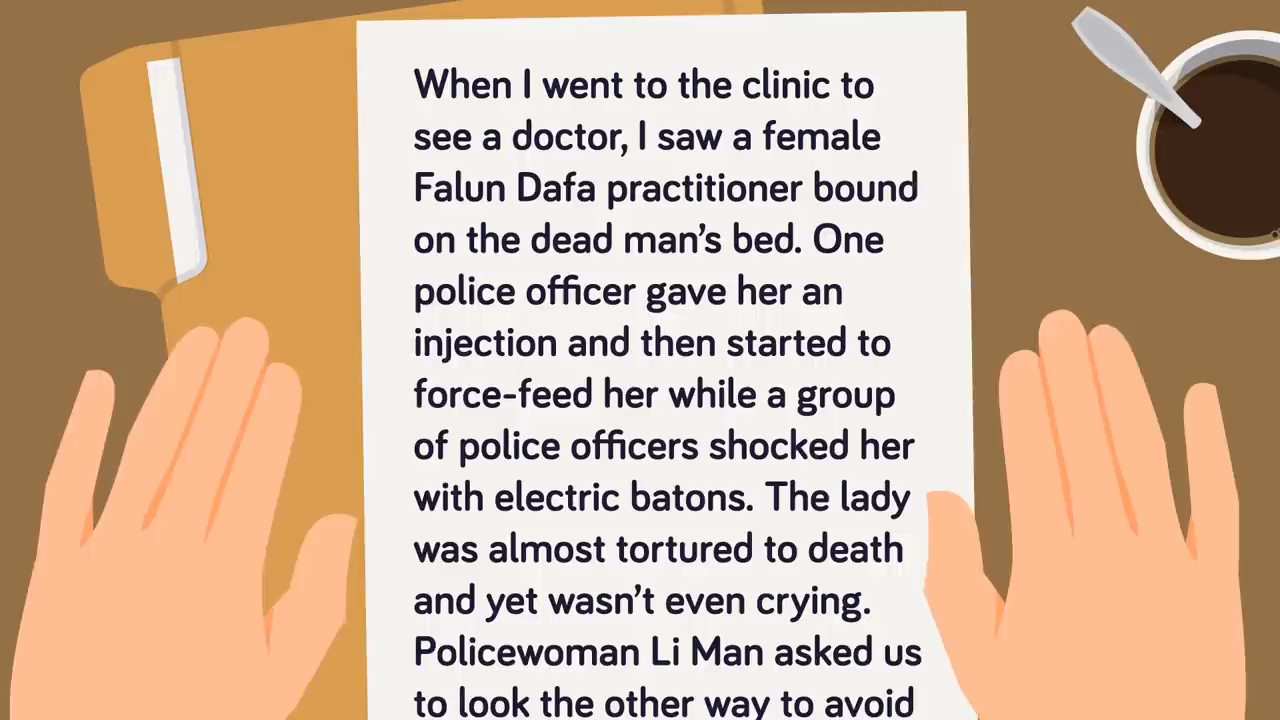 When I went to the clinic to
see a doctor, I saw a female
Falun Dafa practitioner bound
on the dead man’s bed. One
police officer gave her an
injection and then started to
force-feed her while a group
of police officers shocked her
with electric batons. The lady
was almost tortured to death
and yet wasn’t even crying.
Policewoman Li Man asked us
to look the other way to avoid